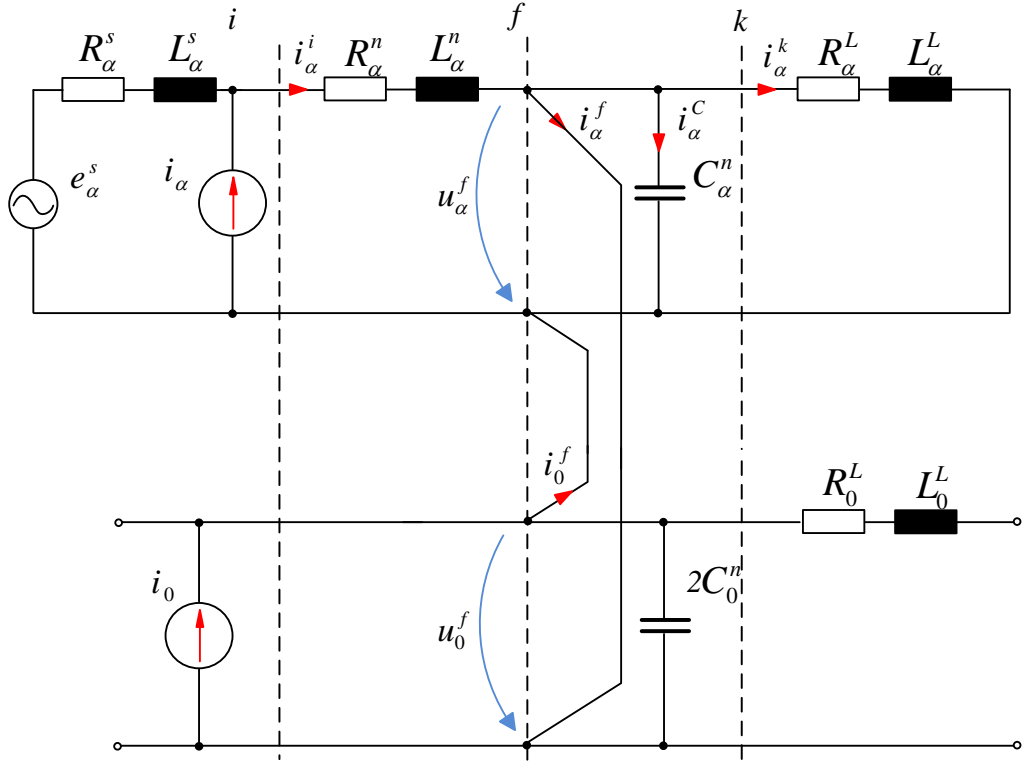 i f k
R_α^s L_α^s i_α^i R_α^n L_α^n i_α^k R_α^L L_α^L
i_α^f i_α^C
e_α^s i_α u_α^f C_α^n
i_0^f R_0^L L_0^L
i_0 u_0^f 2C_0^n